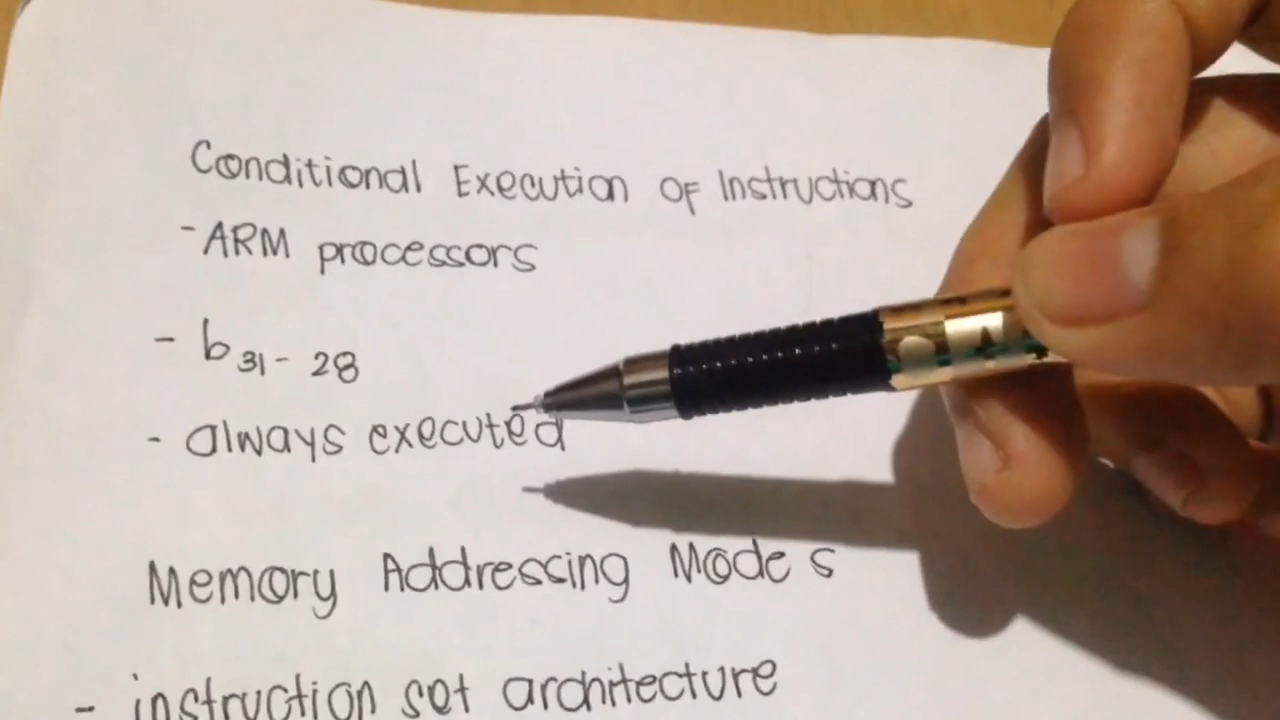 Conditional Execution of Instructions
- ARM processors
- b31-28
- always executed
Memory Addressing Modes
- instruction set architecture